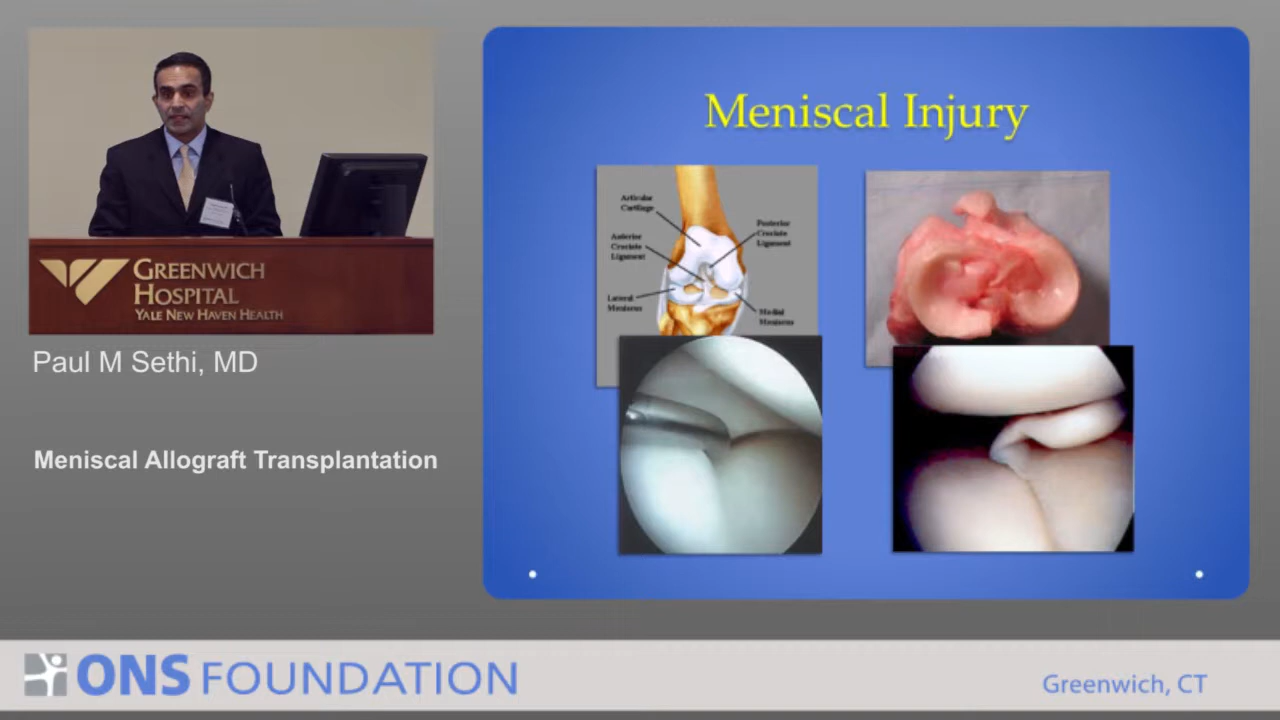 GREENWICH
HOSPITAL
YALE NEW HAVEN HEALTH
Paul M Sethi, MD
Meniscal Allograft Transplantation
Meniscal Injury
Articular
Cartilage
Anterior
Cruciate
Ligament
Lateral
Meniscus
Posterior
Cruciate
Ligament
Medial
Meniscus
ONS FOUNDATION
Greenwich, CT